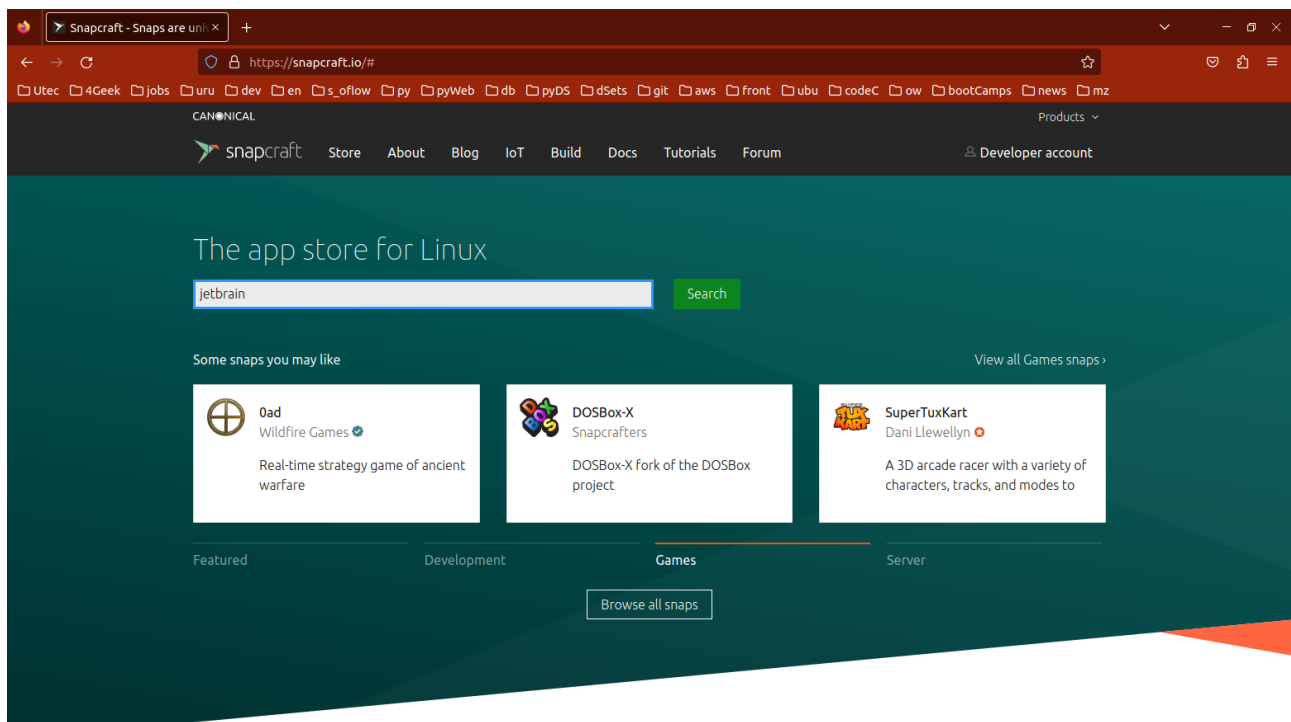 Snapcraft - Snaps are univ
https://snapcraft.io/#
Utec 4Geek jobs uru dev en s_oflow py pyWeb db pyDS dSets git aws front ubu codeC ow bootCamps news mz
CANONICAL Products
snapcraft Store About Blog IoT Build Docs Tutorials Forum Developer account
The app store for Linux
jetbrain Search
Some snaps you may like View all Games snaps ›
0ad
Wildfire Games
Real-time strategy game of ancient
warfare
DOSBox-X
Snapcrafters
DOSBox-X fork of the DOSBox
project
SuperTuxKart
Dani Llewellyn
A 3D arcade racer with a variety of
characters, tracks, and modes to
Featured Development Games Server
Browse all snaps